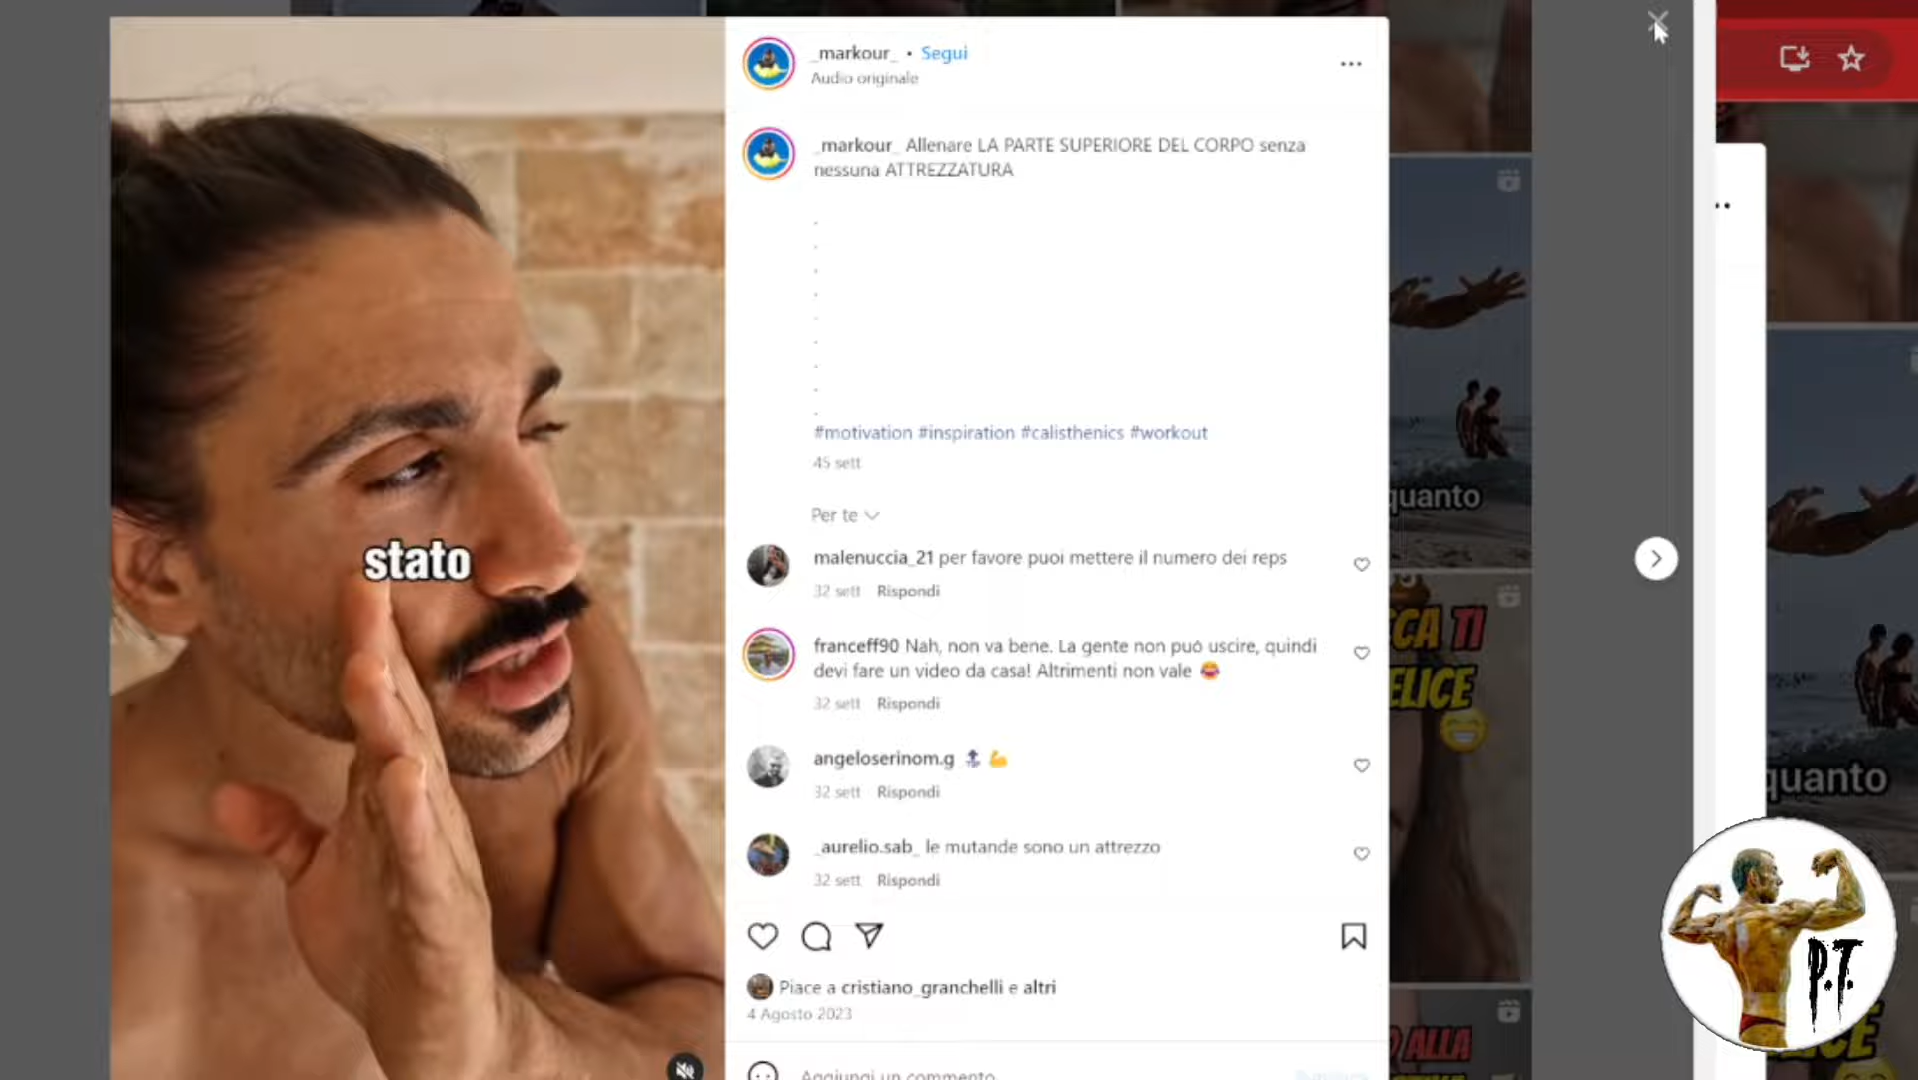 _markour_ • Segui
Audio originale
_markour_ Allenare LA PARTE SUPERIORE DEL CORPO senza
nessuna ATTREZZATURA
.
.
.
.
.
.
.
.
.
#motivation #inspiration #calisthenics #workout
45 sett
Per te
malenuccia_21 per favore puoi mettere il numero dei reps
32 sett Rispondi
franceff90 Nah, non va bene. La gente non può uscire, quindi
devi fare un video da casa! Altrimenti non vale 😂
32 sett Rispondi
angeloserinom.g 🔝 💪
32 sett Rispondi
_aurelio.sab_ le mutande sono un attrezzo
32 sett Rispondi
Piace a cristiano_granchelli e altri
4 Agosto 2023
Aggiungi un commento
stato
quanto
CA TI
ELICE
ALLA
quanto
P.T.